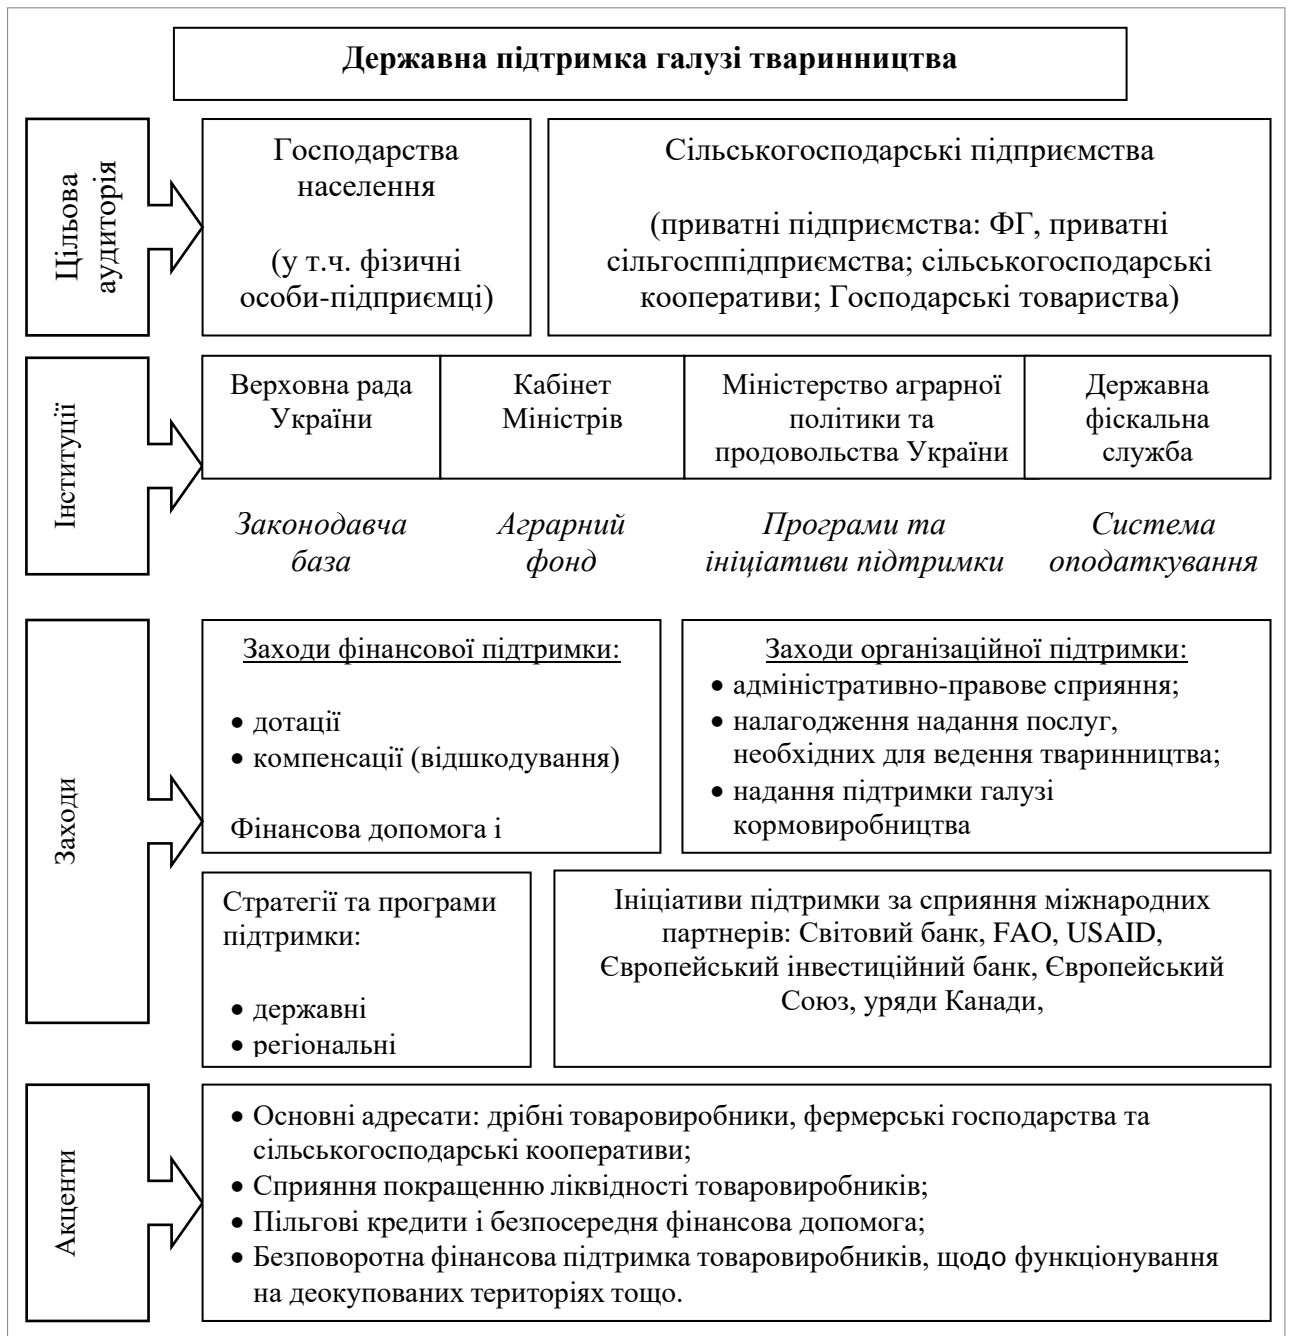 Державна підтримка галузі тваринництва
Цільова
аудиторія
Господарства
населення
(у т.ч. фізичні
особи-підприємці)
Сільськогосподарські підприємства
(приватні підприємства: ФГ, приватні
сільгосппідприємства; сільськогосподарські
кооперативи; Господарські товариства)
Інституції
Верховна рада
України
Кабінет
Міністрів
Міністерство аграрної
політики та
продовольства України
Державна
фіскальна
служба
Законодавча
база
Аграрний
фонд
Програми та
ініціативи підтримки
Система
оподаткування
Заходи
Заходи фінансової підтримки:
• дотації
• компенсації (відшкодування)
Фінансова допомога і
Заходи організаційної підтримки:
• адміністративно-правове сприяння;
• налагодження надання послуг,
необхідних для ведення тваринництва;
• надання підтримки галузі
кормовиробництва
Стратегії та програми
підтримки:
• державні
• регіональні
Ініціативи підтримки за сприяння міжнародних
партнерів: Світовий банк, FAO, USAID,
Європейський інвестиційний банк, Європейський
Союз, уряди Канади,
Акценти
• Основні адресати: дрібні товаровиробники, фермерські господарства та
сільськогосподарські кооперативи;
• Сприяння покращенню ліквідності товаровиробників;
• Пільгові кредити і безпосередня фінансова допомога;
• Безповоротна фінансова підтримка товаровиробників, щодо функціонування
на деокупованих територіях тощо.